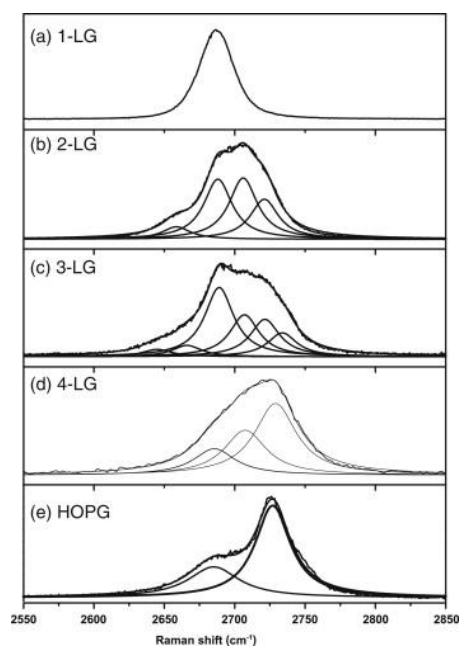 (a) 1-LG
(b) 2-LG
(c) 3-LG
(d) 4-LG
(e) HOPG
2550 2600 2650 2700 2750 2800 2850
Raman shift (cm⁻¹)